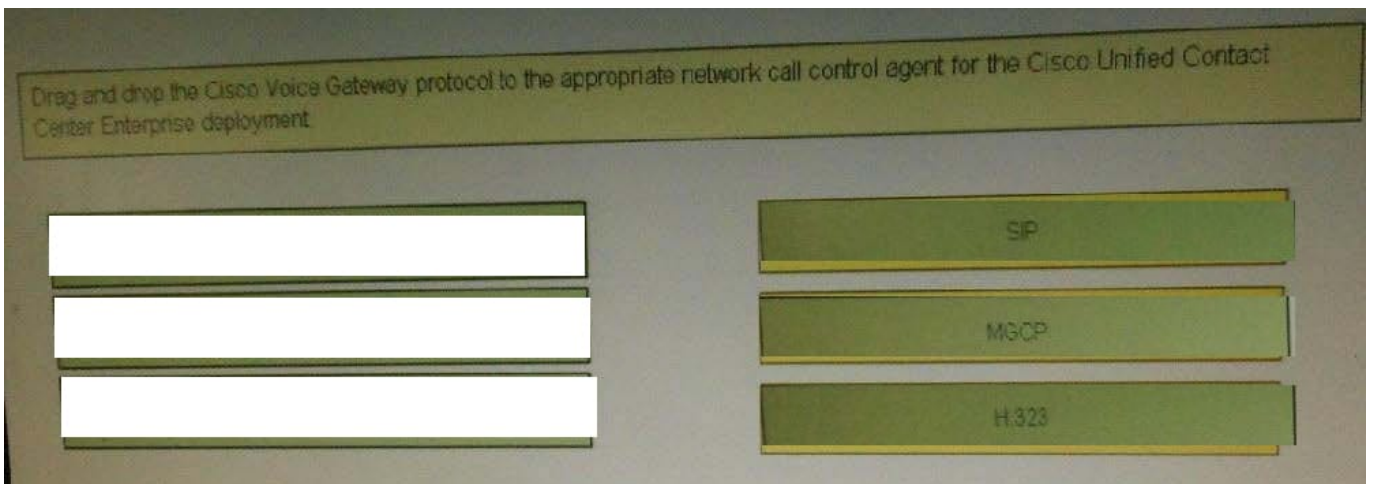 Drag and drop the Cisco Voice Gateway protocol to the appropriate network call control agent for the Cisco Unified Contact
Center Enterprise deployment.
SIP
MGCP
H.323